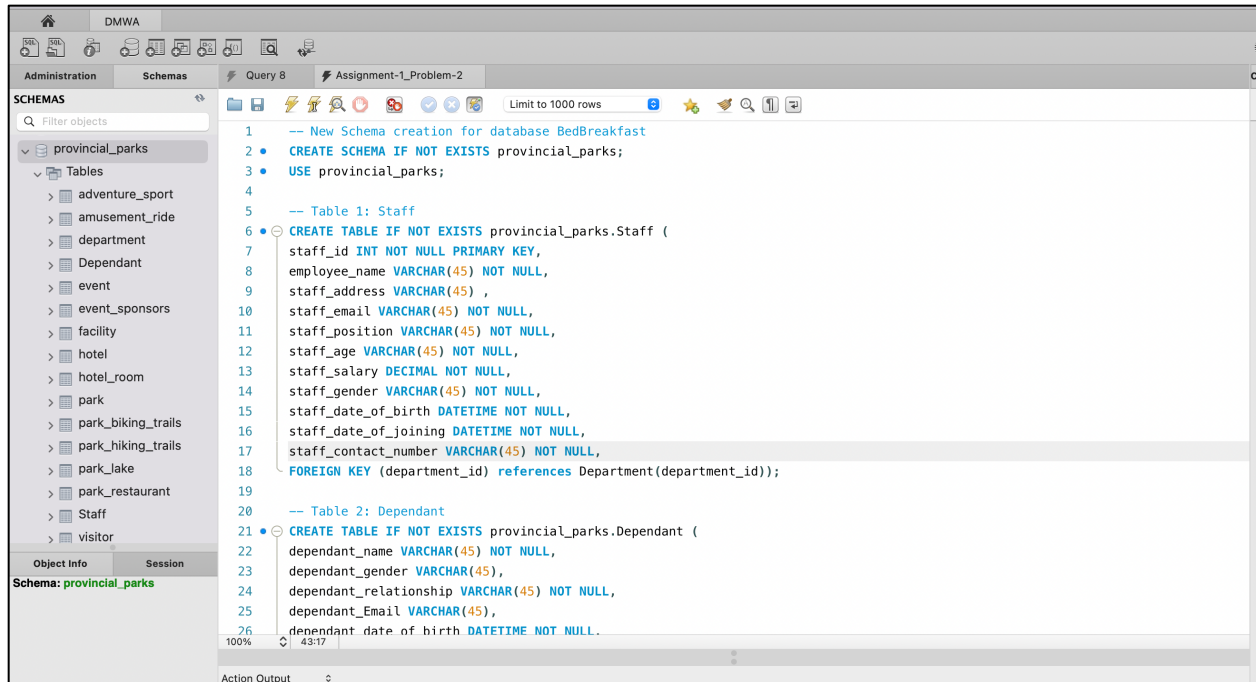 DMWA
Administration
Schemas
Query 8
Assignment-1_Problem-2
SCHEMAS
Filter objects
Limit to 1000 rows
provincial_parks
Tables
adventure_sport
amusement_ride
department
Dependant
event
event_sponsors
facility
hotel
hotel_room
park
park_biking_trails
park_hiking_trails
park_lake
park_restaurant
Staff
visitor
Object Info
Session
Schema: provincial_parks
1 -- New Schema creation for database BedBreakfast
2 CREATE SCHEMA IF NOT EXISTS provincial_parks;
3 USE provincial_parks;
4
5 -- Table 1: Staff
6 CREATE TABLE IF NOT EXISTS provincial_parks.Staff (
7 staff_id INT NOT NULL PRIMARY KEY,
8 employee_name VARCHAR(45) NOT NULL,
9 staff_address VARCHAR(45) ,
10 staff_email VARCHAR(45) NOT NULL,
11 staff_position VARCHAR(45) NOT NULL,
12 staff_age VARCHAR(45) NOT NULL,
13 staff_salary DECIMAL NOT NULL,
14 staff_gender VARCHAR(45) NOT NULL,
15 staff_date_of_birth DATETIME NOT NULL,
16 staff_date_of_joining DATETIME NOT NULL,
17 staff_contact_number VARCHAR(45) NOT NULL,
18 FOREIGN KEY (department_id) references Department(department_id));
19
20 -- Table 2: Dependant
21 CREATE TABLE IF NOT EXISTS provincial_parks.Dependant (
22 dependant_name VARCHAR(45) NOT NULL,
23 dependant_gender VARCHAR(45),
24 dependant_relationship VARCHAR(45) NOT NULL,
25 dependant_Email VARCHAR(45),
26 dependant_date_of_birth DATETIME NOT NULL,
100% 43:17
Action Output